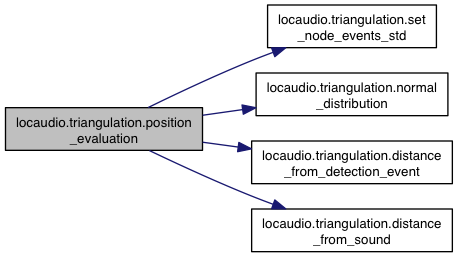 locaudio.triangulation.set
_node_events_std
locaudio.triangulation.normal
_distribution
locaudio.triangulation.position
_evaluation
locaudio.triangulation.distance
_from_detection_event
locaudio.triangulation.distance
_from_sound